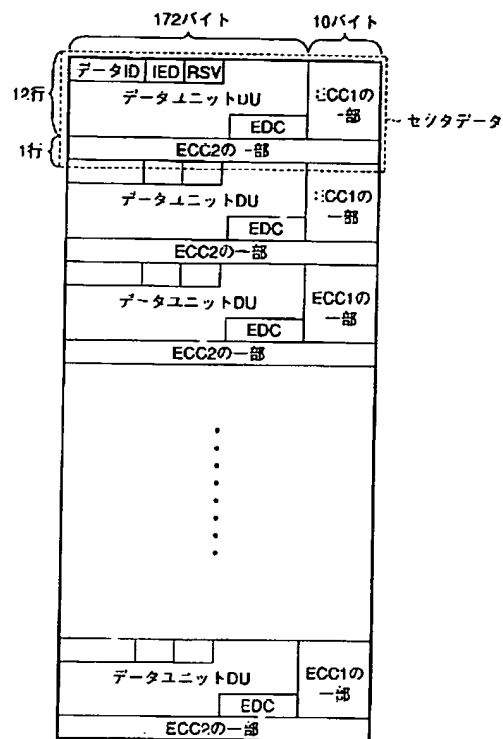 172バイト 10バイト
データID IED RSV
12行
データユニットDU
ECC1の
一部
セクタデータ
EDC
1行
ECC2の一部
データユニットDU
ECC1の
一部
EDC
ECC2の一部
データユニットDU
ECC1の
一部
EDC
ECC2の一部
データユニットDU
ECC1の
一部
EDC
ECC2の一部